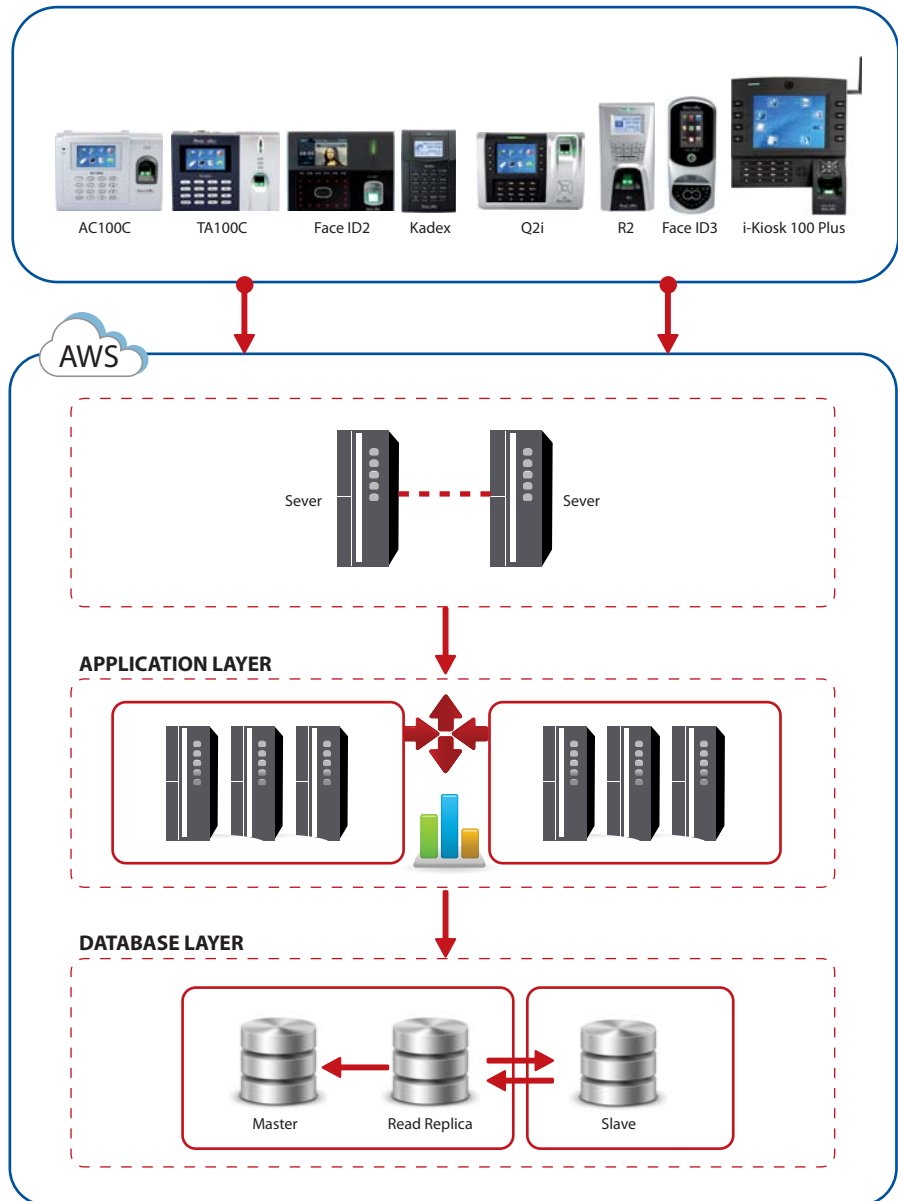 AC100C
TA100C
Face ID2
Kadex
Q2i
R2
Face ID3
i-Kiosk 100 Plus
AWS
Sever
Sever
APPLICATION LAYER
DATABASE LAYER
Master
Read Replica
Slave